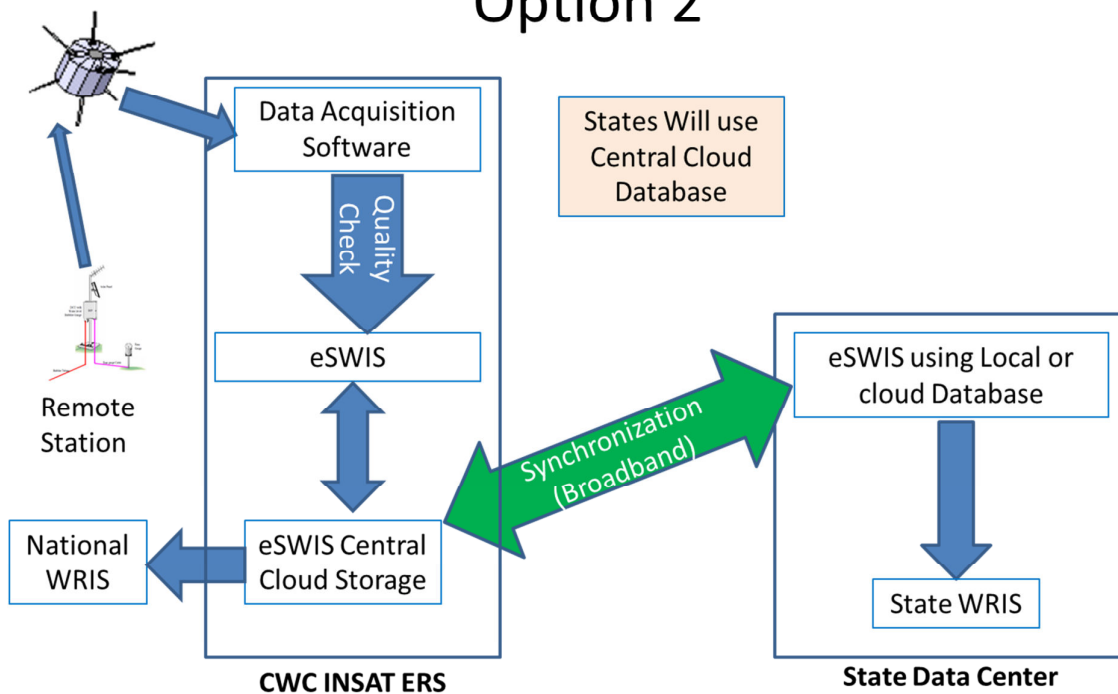 Option 2
Data Acquisition
Software
States Will use
Central Cloud
Database
Quality
Check
eSWIS
eSWIS using Local or
cloud Database
Remote
Station
Synchronization
(Broadband)
National
WRIS
eSWIS Central
Cloud Storage
State WRIS
CWC INSAT ERS
State Data Center